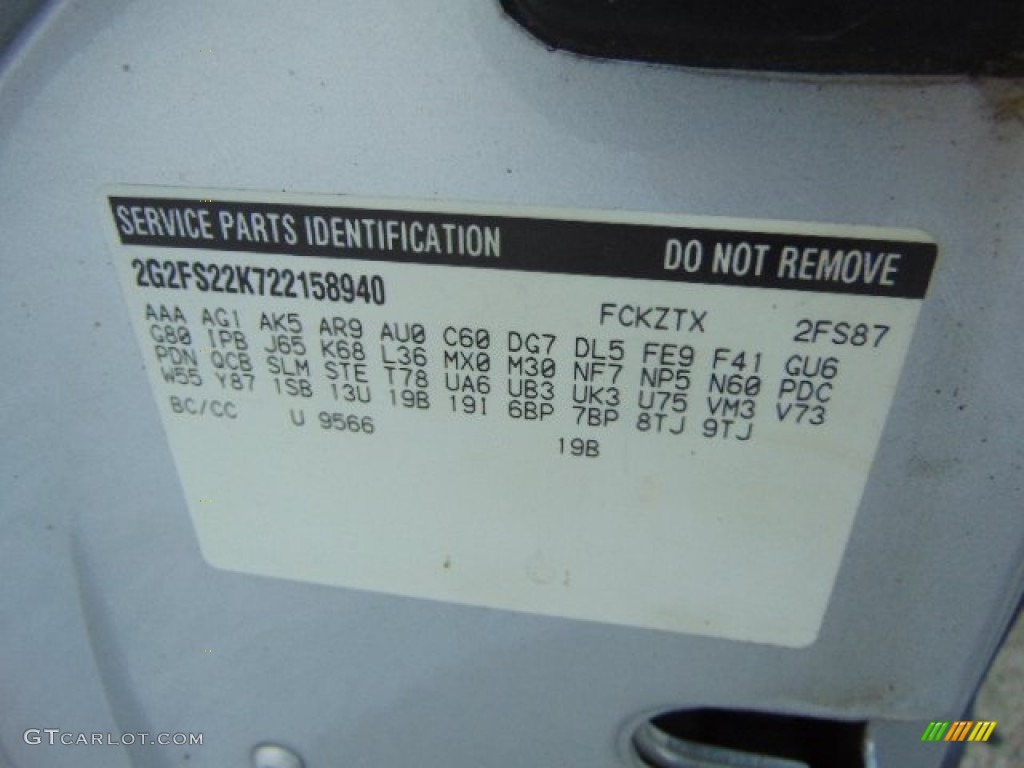 SERVICE PARTS IDENTIFICATION DO NOT REMOVE
2G2FS22K722158940 FCKZTX 2FS87
AAA AG1 AK5 AR9 AU0 C60 DG7 DL5 FE9 F41 GU6
G80 IPB J65 K68 L36 MX0 M30 NF7 NP5 N60 PDC
PDN QCB SLM STE T78 UA6 UB3 UK3 U75 VM3 V73
W55 Y87 1SB 13U 19B 19I 6BP 7BP 8TJ 9TJ
BC/CC U 9566 19B
GTCARLOT.COM